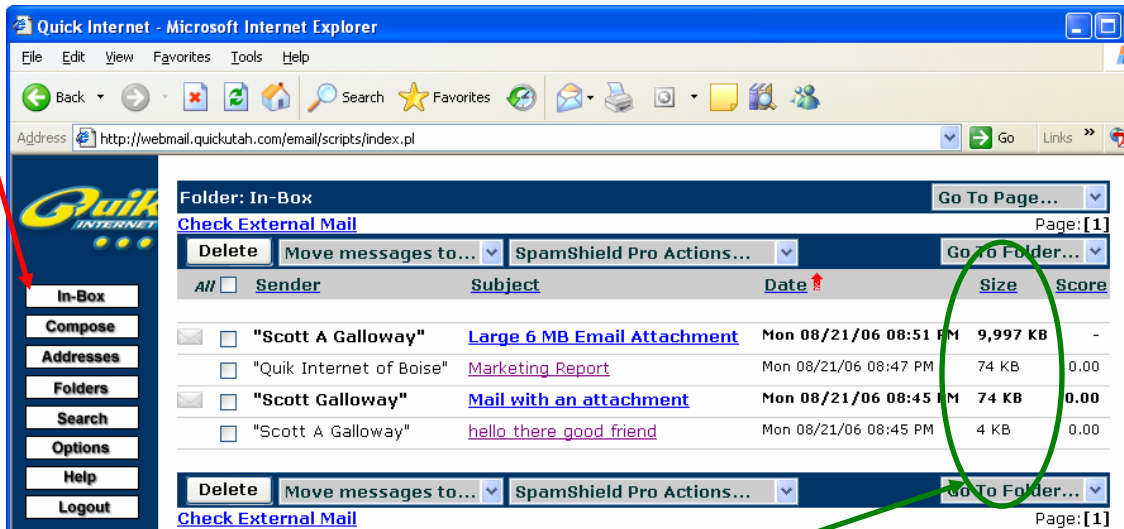 Quick Internet - Microsoft Internet Explorer
File Edit View Favorites Tools Help
Back Search Favorites
Address http://webmail.quickutah.com/email/scripts/index.pl Go Links »
Quik
INTERNET
Folder: In-Box Go To Page...
Check External Mail Page:[1]
Delete Move messages to... SpamShield Pro Actions... Go To Folder...
All Sender Subject Date Size Score
"Scott A Galloway" Large 6 MB Email Attachment Mon 08/21/06 08:51 PM 9,997 KB -
"Quik Internet of Boise" Marketing Report Mon 08/21/06 08:47 PM 74 KB 0.00
"Scott Galloway" Mail with an attachment Mon 08/21/06 08:45 PM 74 KB 0.00
"Scott A Galloway" hello there good friend Mon 08/21/06 08:45 PM 4 KB 0.00
Delete Move messages to... SpamShield Pro Actions... Go To Folder...
Check External Mail Page:[1]
In-Box
Compose
Addresses
Folders
Search
Options
Help
Logout